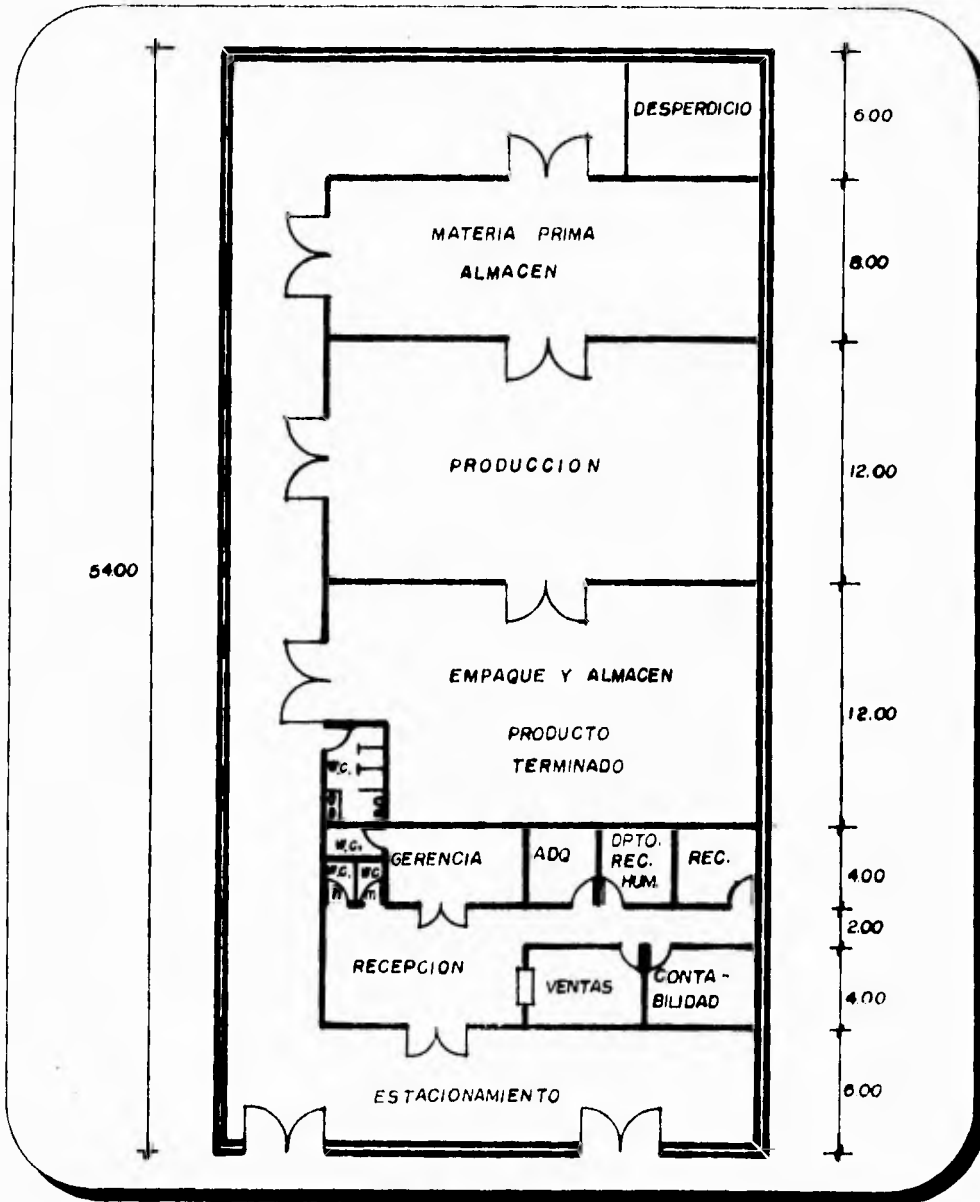 DESPERDICIO
6.00
MATERIA PRIMA
ALMACEN
8.00
PRODUCCION
12.00
54.00
EMPAQUE Y ALMACEN
PRODUCTO
TERMINADO
12.00
W.C.
W.C.
GERENCIA
ADQ
DPTO.
REC.
HUM.
REC.
4.00
W.C.
W.C.
2.00
RECEPCION
VENTAS
CONTA-
BILIDAD
4.00
ESTACIONAMIENTO
6.00